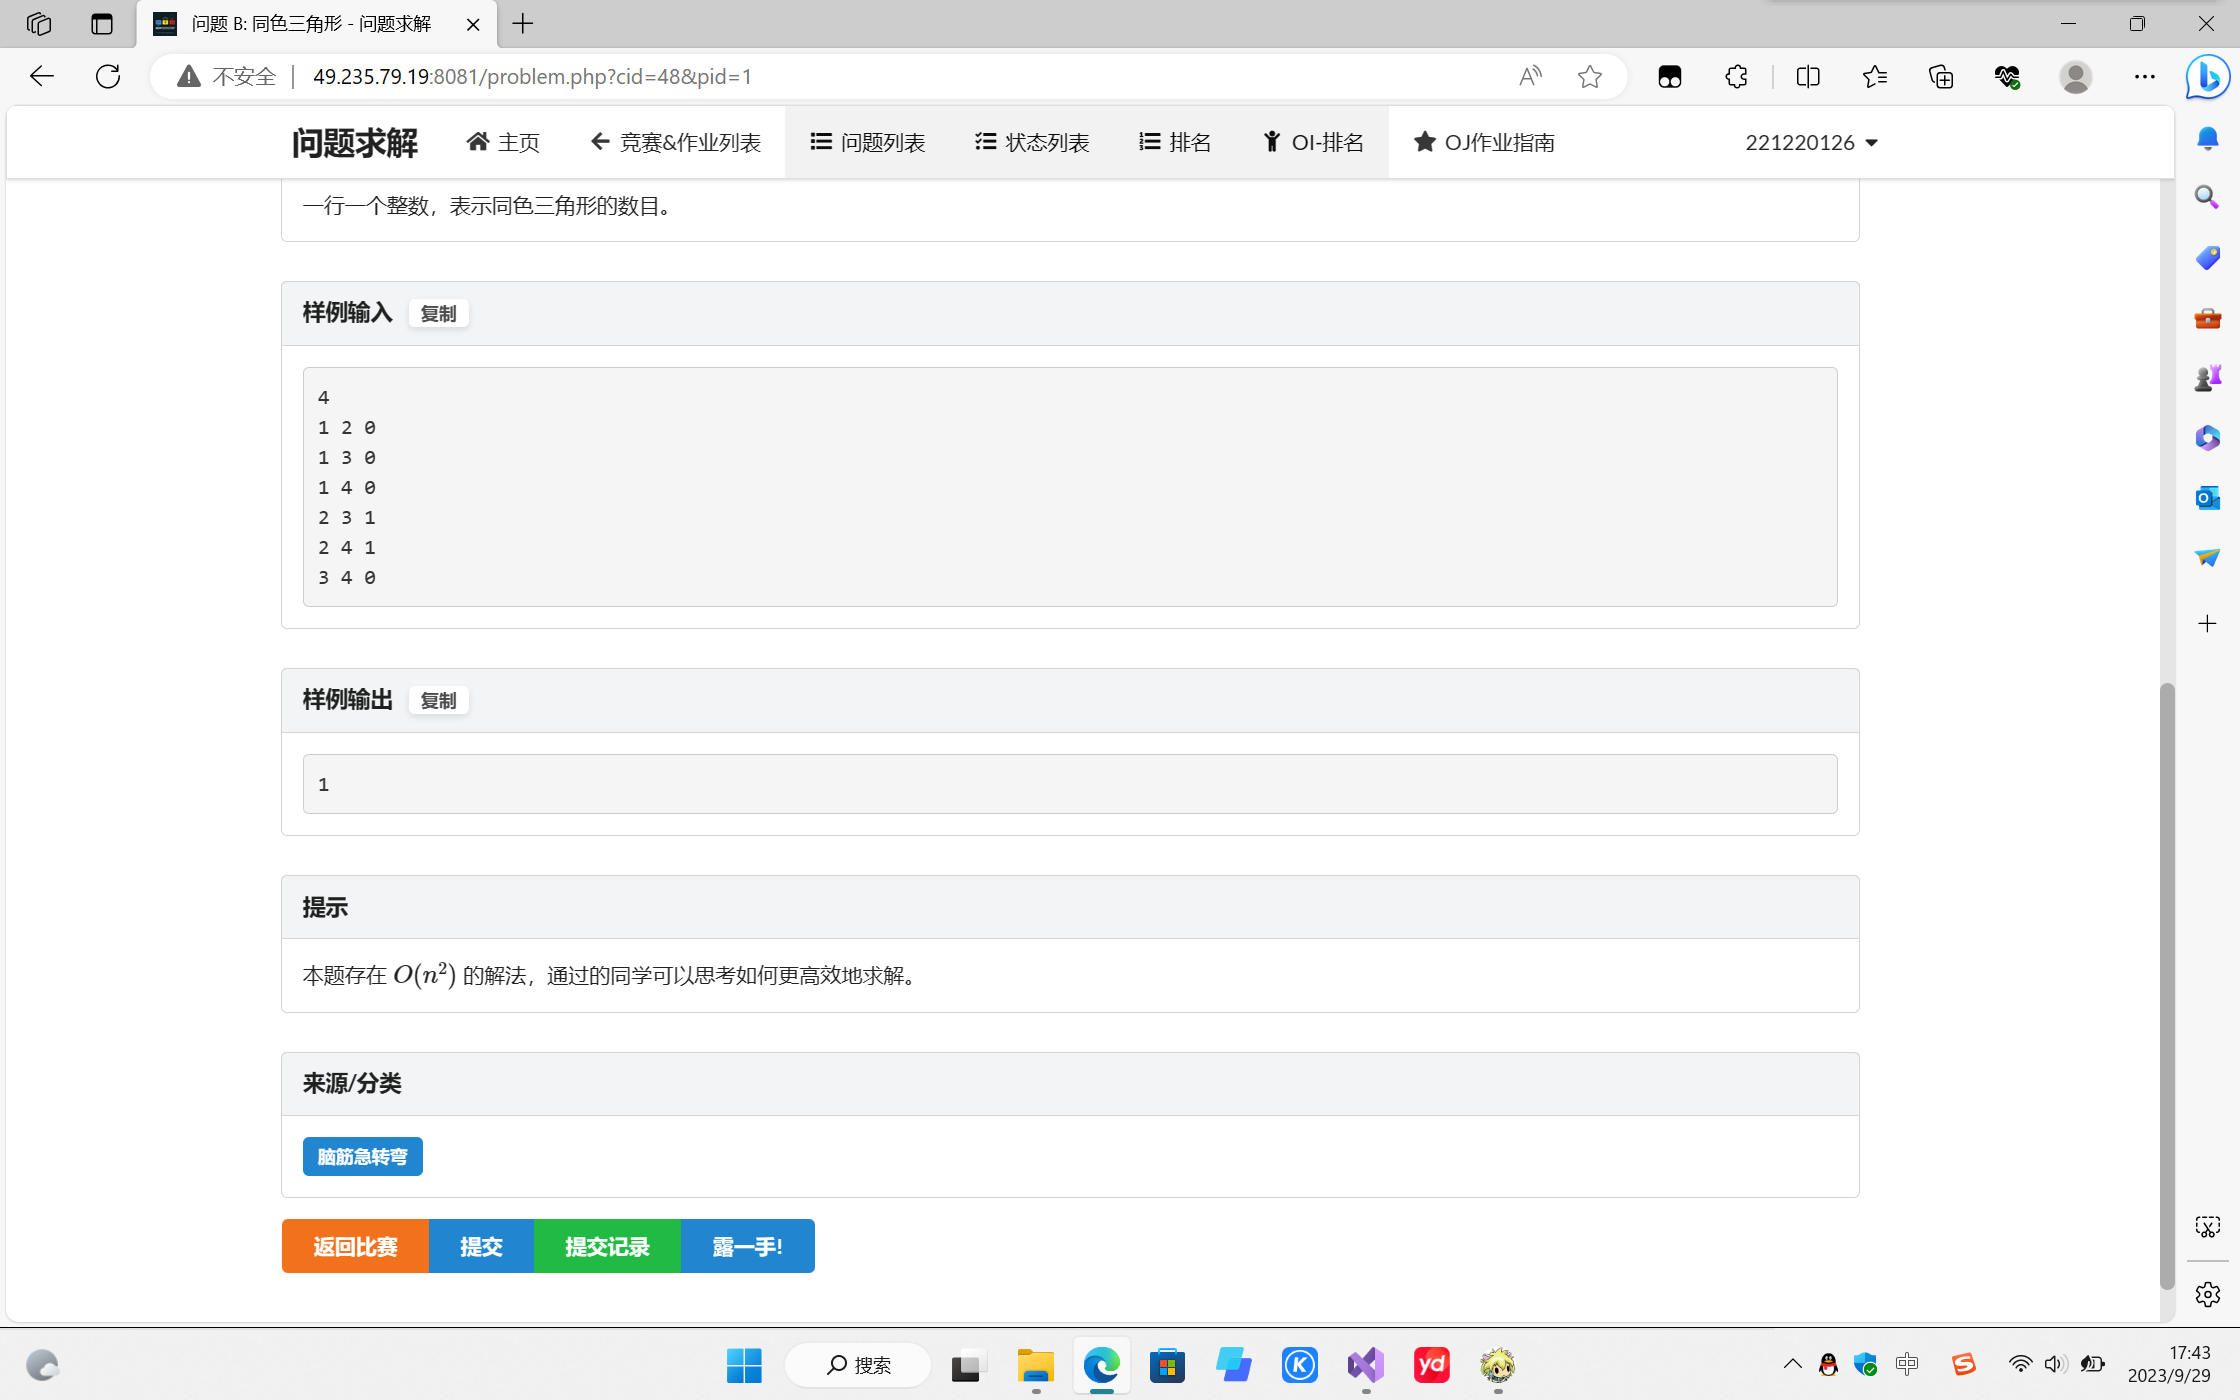 问题 B: 同色三角形 - 问题求解
不安全 49.235.79.19:8081/problem.php?cid=48&pid=1
问题求解 主页 竞赛&作业列表 问题列表 状态列表 排名 OI-排名 OJ作业指南 221220126
一行一个整数，表示同色三角形的数目。
样例输入 复制
4
1 2 0
1 3 0
1 4 0
2 3 1
2 4 1
3 4 0
样例输出 复制
1
提示
本题存在 O(n²) 的解法，通过的同学可以思考如何更高效地求解。
来源/分类
脑筋急转弯
返回比赛 提交 提交记录 露一手!
搜索 yd 中 17:43
2023/9/29